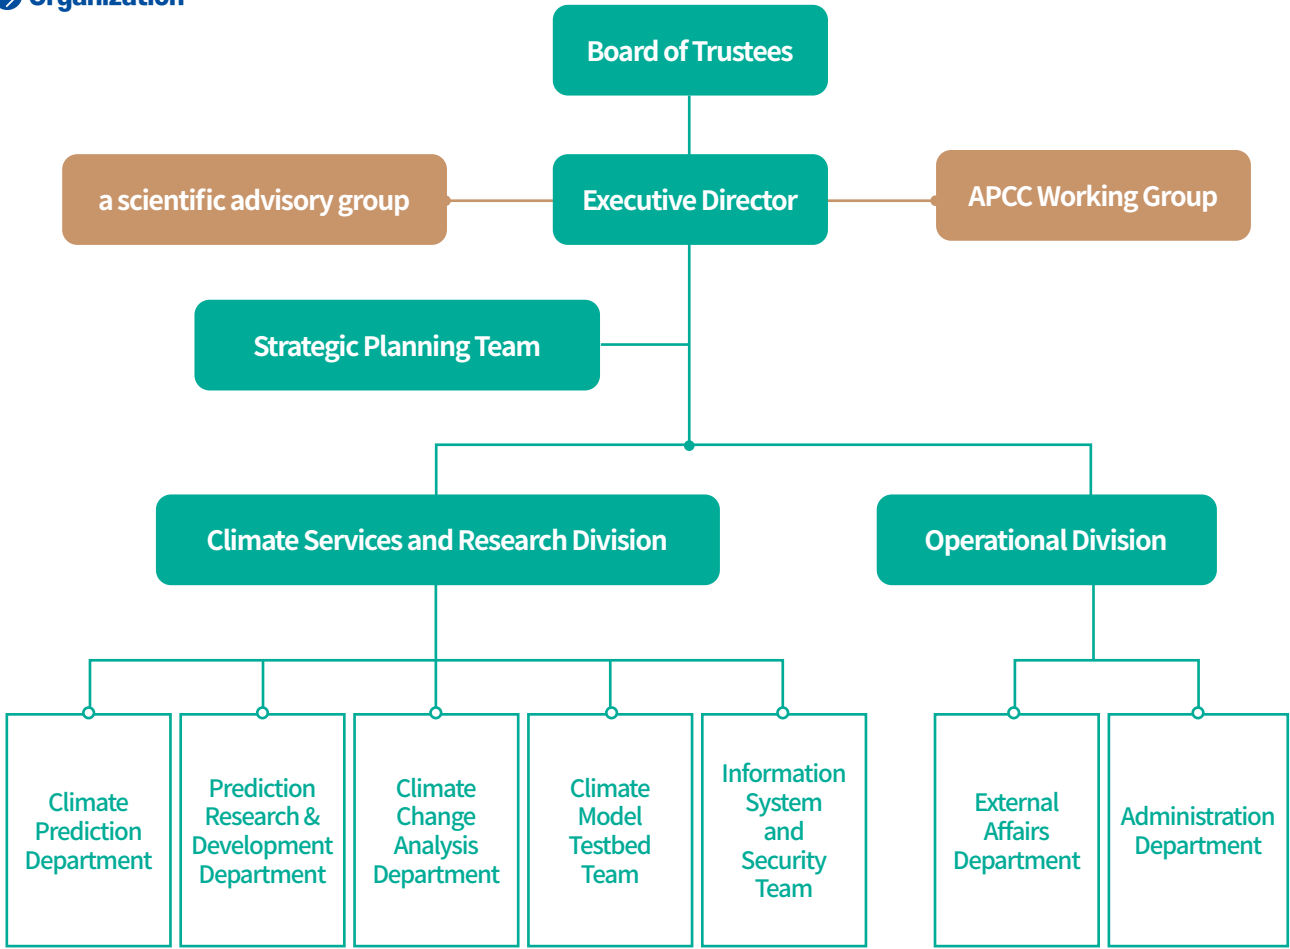 Organization
Board of Trustees
a scientific advisory group
Executive Director
APCC Working Group
Strategic Planning Team
Climate Services and Research Division
Operational Division
Climate
Prediction
Department
Prediction
Research &
Development
Department
Climate
Change
Analysis
Department
Climate
Model
Testbed
Team
Information
System
and
Security
Team
External
Affairs
Department
Administration
Department